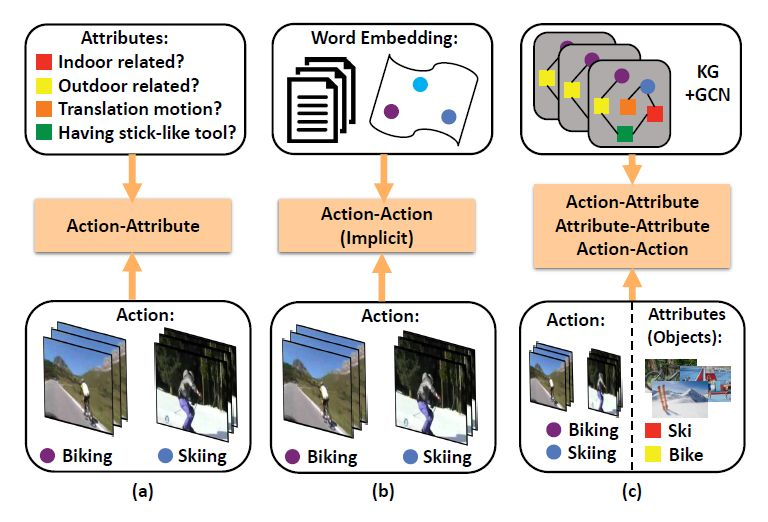 Attributes:
Indoor related?
Outdoor related?
Translation motion?
Having stick-like tool?
Action-Attribute
Action:
Biking
Skiing
(a)
Word Embedding:
Action-Action
(Implicit)
Action:
Biking
Skiing
(b)
KG
+GCN
Action-Attribute
Attribute-Attribute
Action-Action
Action:
Biking
Skiing
Attributes
(Objects):
Ski
Bike
(c)